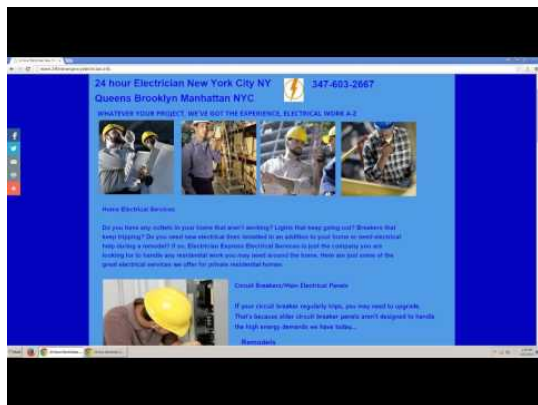 24 hour Electrician New York City NY
347-603-2667
Queens Brooklyn Manhattan NYC
WHATEVER YOUR PROJECT, WE'VE GOT THE EXPERIENCE, ELECTRICAL WORK A-Z
Home Electrical Services
Do you have any outlets in your home that aren't working? Lights that keep going out? Breakers that
keep tripping? Do you need new electrical lines installed in an addition to your home or need electrical
help during a remodel? If so, Electrician Express Electrical Services is just the company you are
looking for to handle any residential work you may need around the home. Here are just some of the
great electrical services we offer for private residential homes:
Circuit Breakers/Main Electrical Panels
If your circuit breaker regularly trips, you may need to upgrade.
That's because older circuit breaker panels aren't designed to handle
the high energy demands we have today...
Remodels